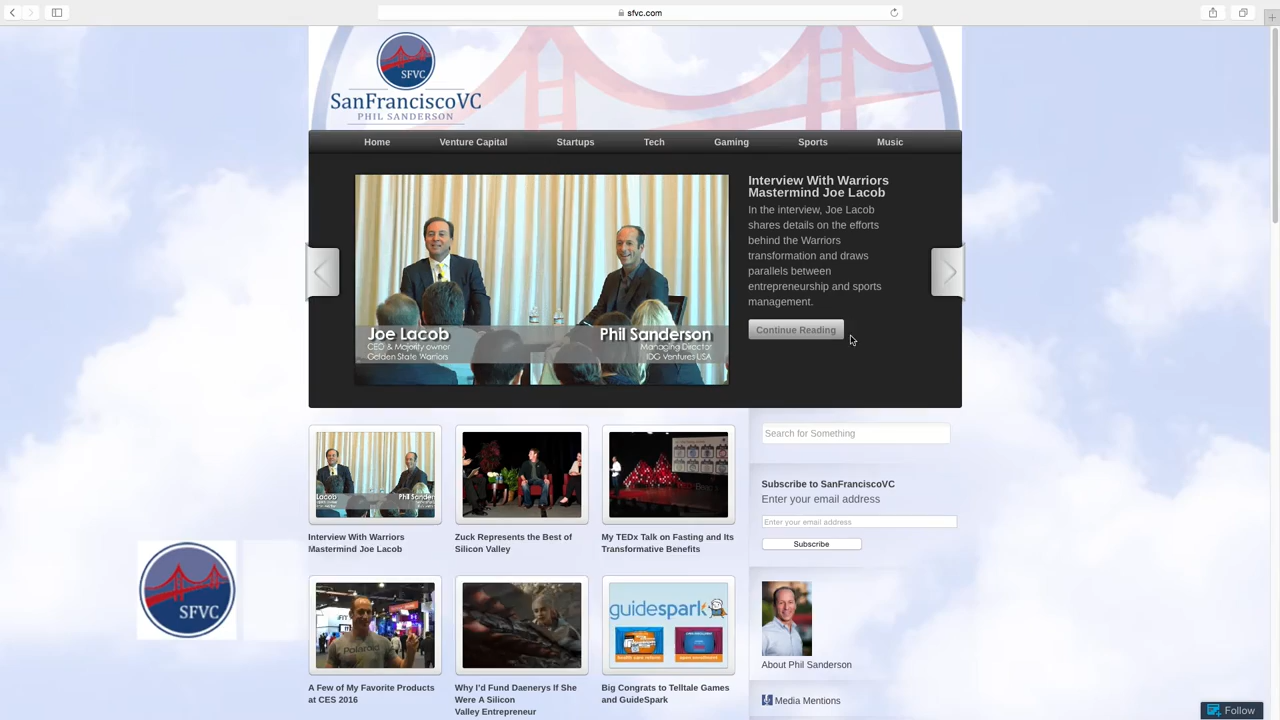 sfvc.com
SFVC
SanFranciscoVC
PHIL SANDERSON
Home Venture Capital Startups Tech Gaming Sports Music
Interview With Warriors
Mastermind Joe Lacob
In the interview, Joe Lacob
shares details on the efforts
behind the Warriors
transformation and draws
parallels between
entrepreneurship and sports
management.
Continue Reading
Joe Lacob
CEO & Majority owner
Golden State Warriors
Phil Sanderson
Managing Director
IDG Ventures USA
Search for Something
Subscribe to SanFranciscoVC
Enter your email address
Enter your email address
Subscribe
Lacob
Phil Sander
Interview With Warriors
Mastermind Joe Lacob
Zuck Represents the Best of
Silicon Valley
My TEDx Talk on Fasting and Its
Transformative Benefits
SFVC
Polaroid
guidespark
A Few of My Favorite Products
at CES 2016
Why I'd Fund Daenerys If She
Were A Silicon
Valley Entrepreneur
Big Congrats to Telltale Games
and GuideSpark
About Phil Sanderson
Media Mentions
Follow